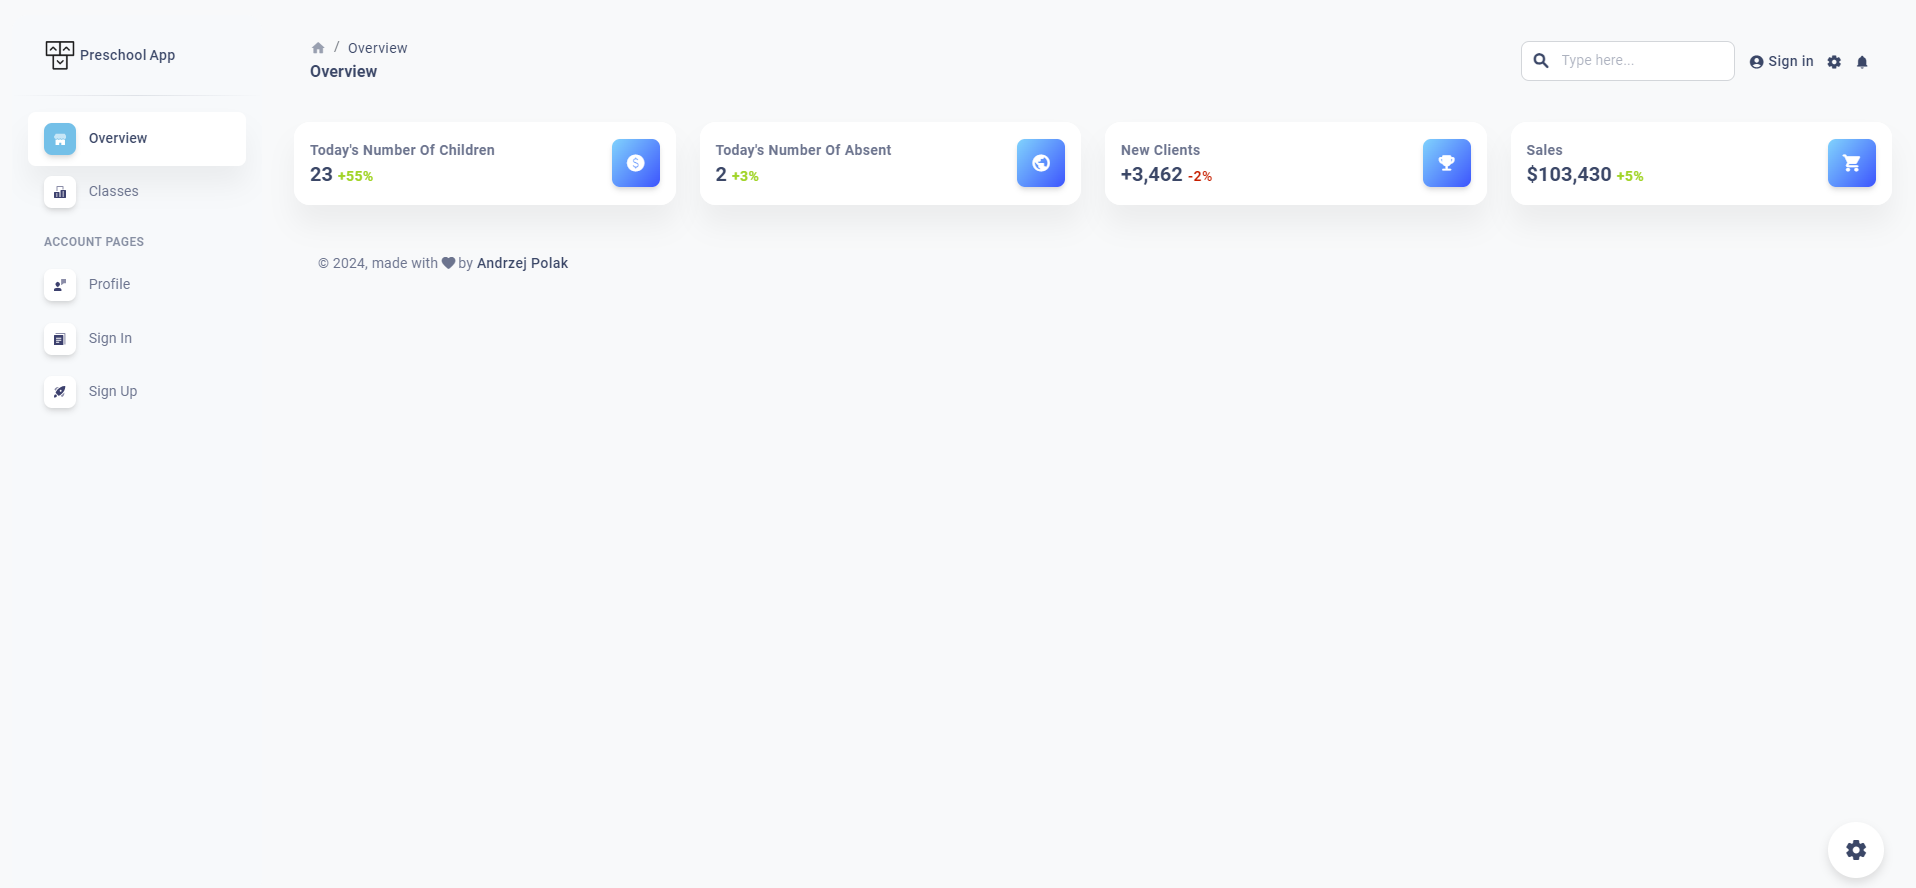 Preschool App
Overview
Classes
ACCOUNT PAGES
Profile
Sign In
Sign Up
/ Overview
Overview
Type here...
Sign in
Today's Number Of Children
23 +55%
Today's Number Of Absent
2 +3%
New Clients
+3,462 -2%
Sales
$103,430 +5%
© 2024, made with by Andrzej Polak